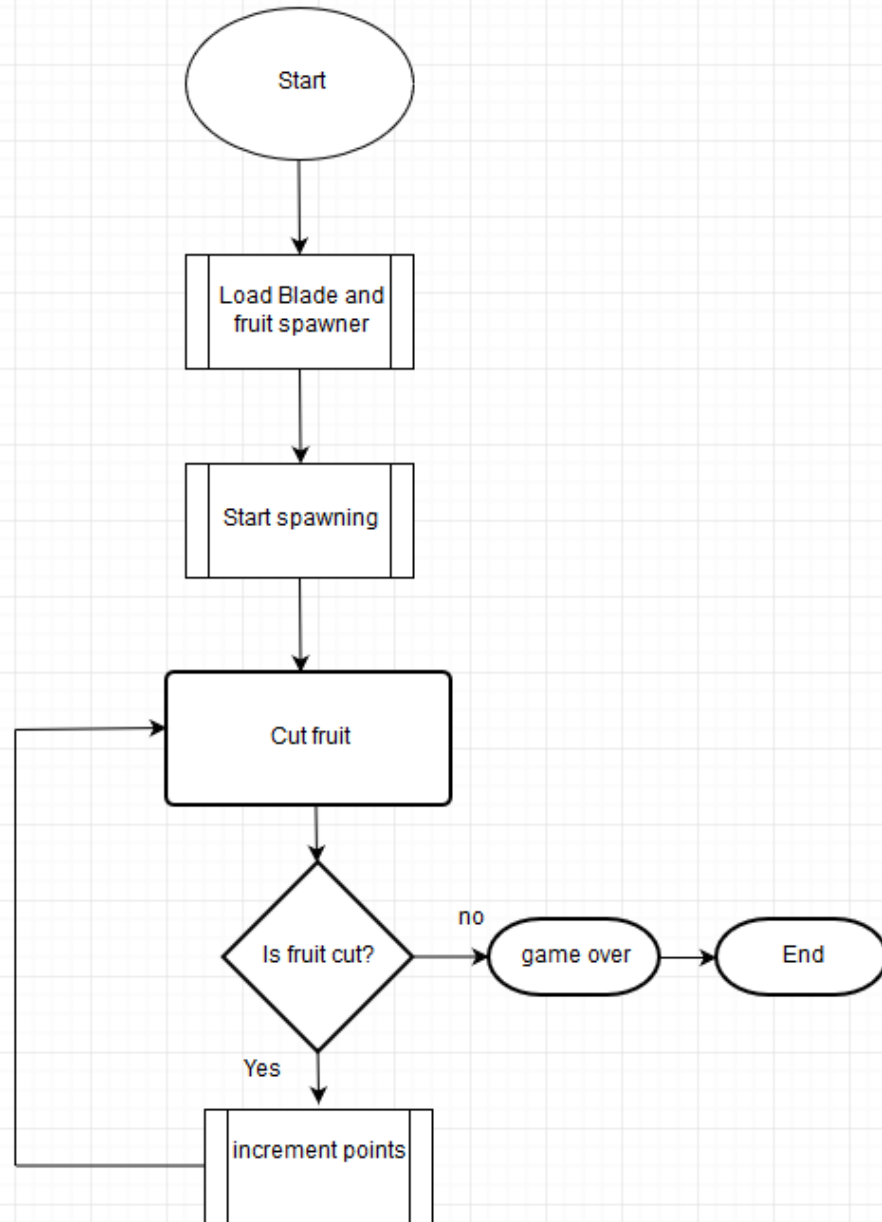 Start
Load Blade and
fruit spawner
Start spawning
Cut fruit
Is fruit cut?
no
game over
End
Yes
increment points